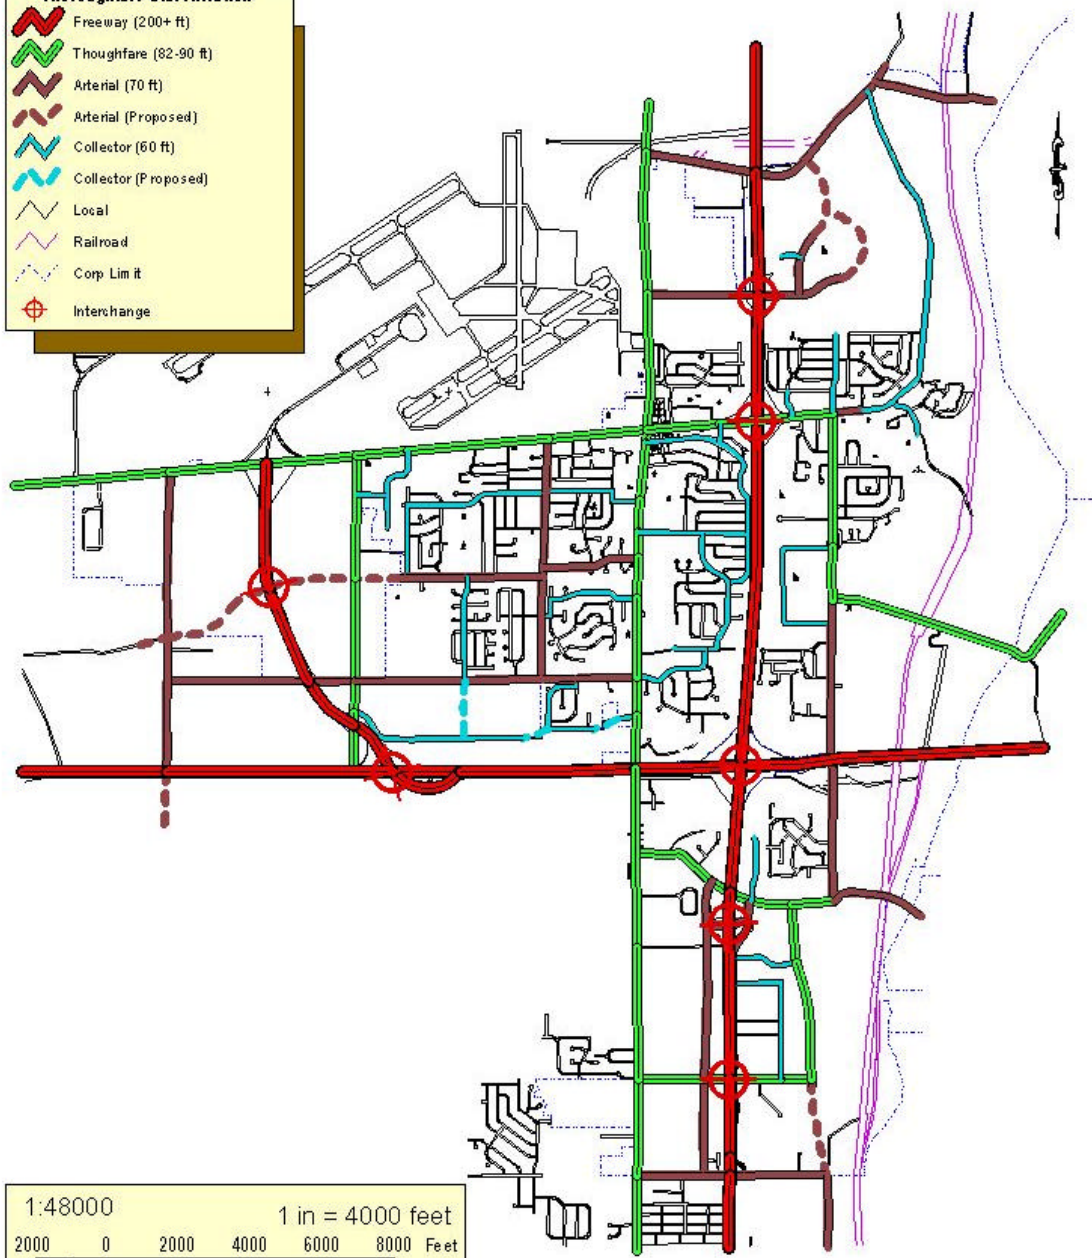 Freeway (200+ ft)
Thoughfare (82-90 ft)
Arterial (70 ft)
Arterial (Proposed)
Collector (60 ft)
Collector (Proposed)
Local
Railroad
Corp Limit
Interchange
1:48000
1 in = 4000 feet
2000 0 2000 4000 6000 8000 Feet